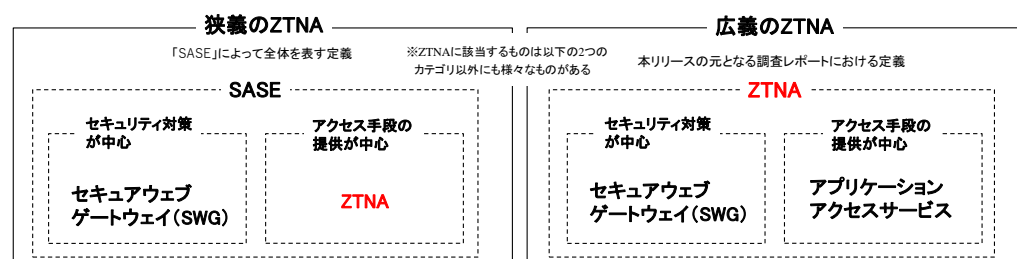 狭義のZTNA
「SASE」によって全体を表す定義
※ZTNAに該当するものは以下の2つの
カテゴリ以外にも様々なものがある
SASE
セキュリティ対策
が中心
セキュアウェブ
ゲートウェイ(SWG)
アクセス手段の
提供が中心
ZTNA
広義のZTNA
本リリースの元となる調査レポートにおける定義
ZTNA
セキュリティ対策
が中心
セキュアウェブ
ゲートウェイ(SWG)
アクセス手段の
提供が中心
アプリケーション
アクセスサービス